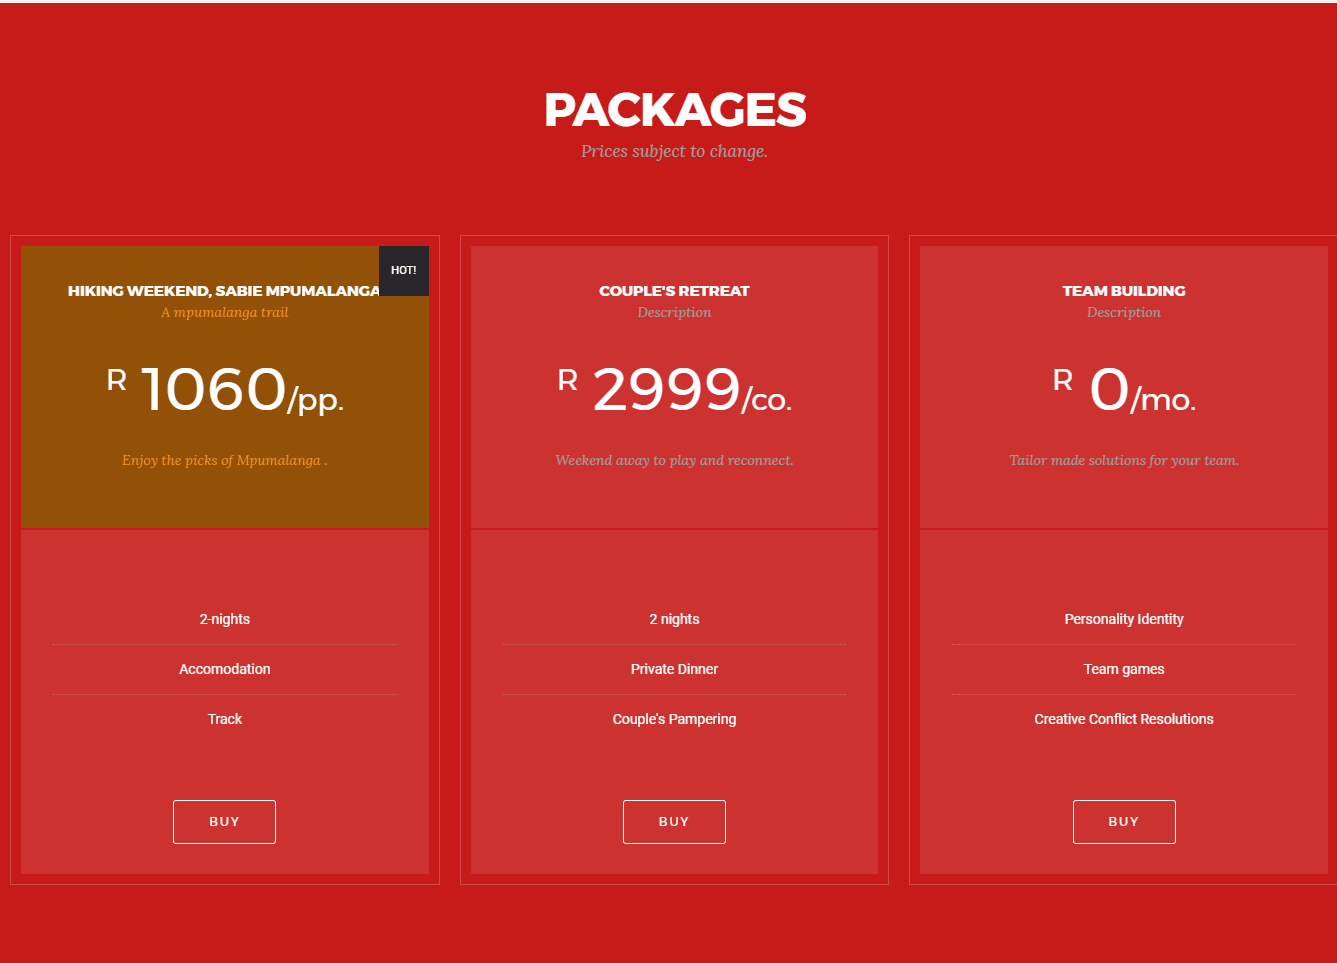 PACKAGES
Prices subject to change.
HOT!
HIKING WEEKEND, SABIE MPUMALANGA
A mpumalanga trail
R 1060/pp.
Enjoy the picks of Mpumalanga .
2-nights
Accomodation
Track
BUY
COUPLE'S RETREAT
Description
R 2999/co.
Weekend away to play and reconnect.
2 nights
Private Dinner
Couple's Pampering
BUY
TEAM BUILDING
Description
R 0/mo.
Tailor made solutions for your team.
Personality Identity
Team games
Creative Conflict Resolutions
BUY